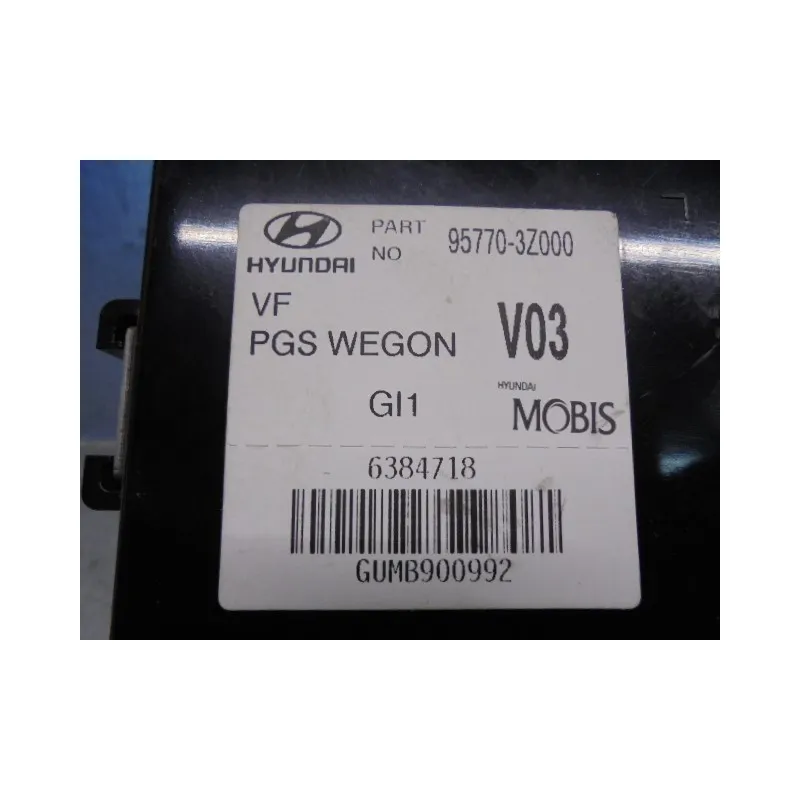 PART
NO
95770-3Z000
HYUNDAI
VF
PGS WEGON
V03
GI1
HYUNDAI
MOBIS
6384718
GUMB900992